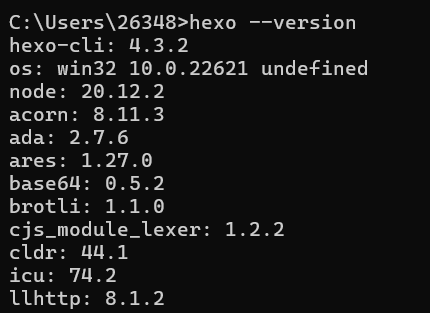 C:\Users\26348>hexo --version
hexo-cli: 4.3.2
os: win32 10.0.22621 undefined
node: 20.12.2
acorn: 8.11.3
ada: 2.7.6
ares: 1.27.0
base64: 0.5.2
brotli: 1.1.0
cjs_module_lexer: 1.2.2
cldr: 44.1
icu: 74.2
llhttp: 8.1.2